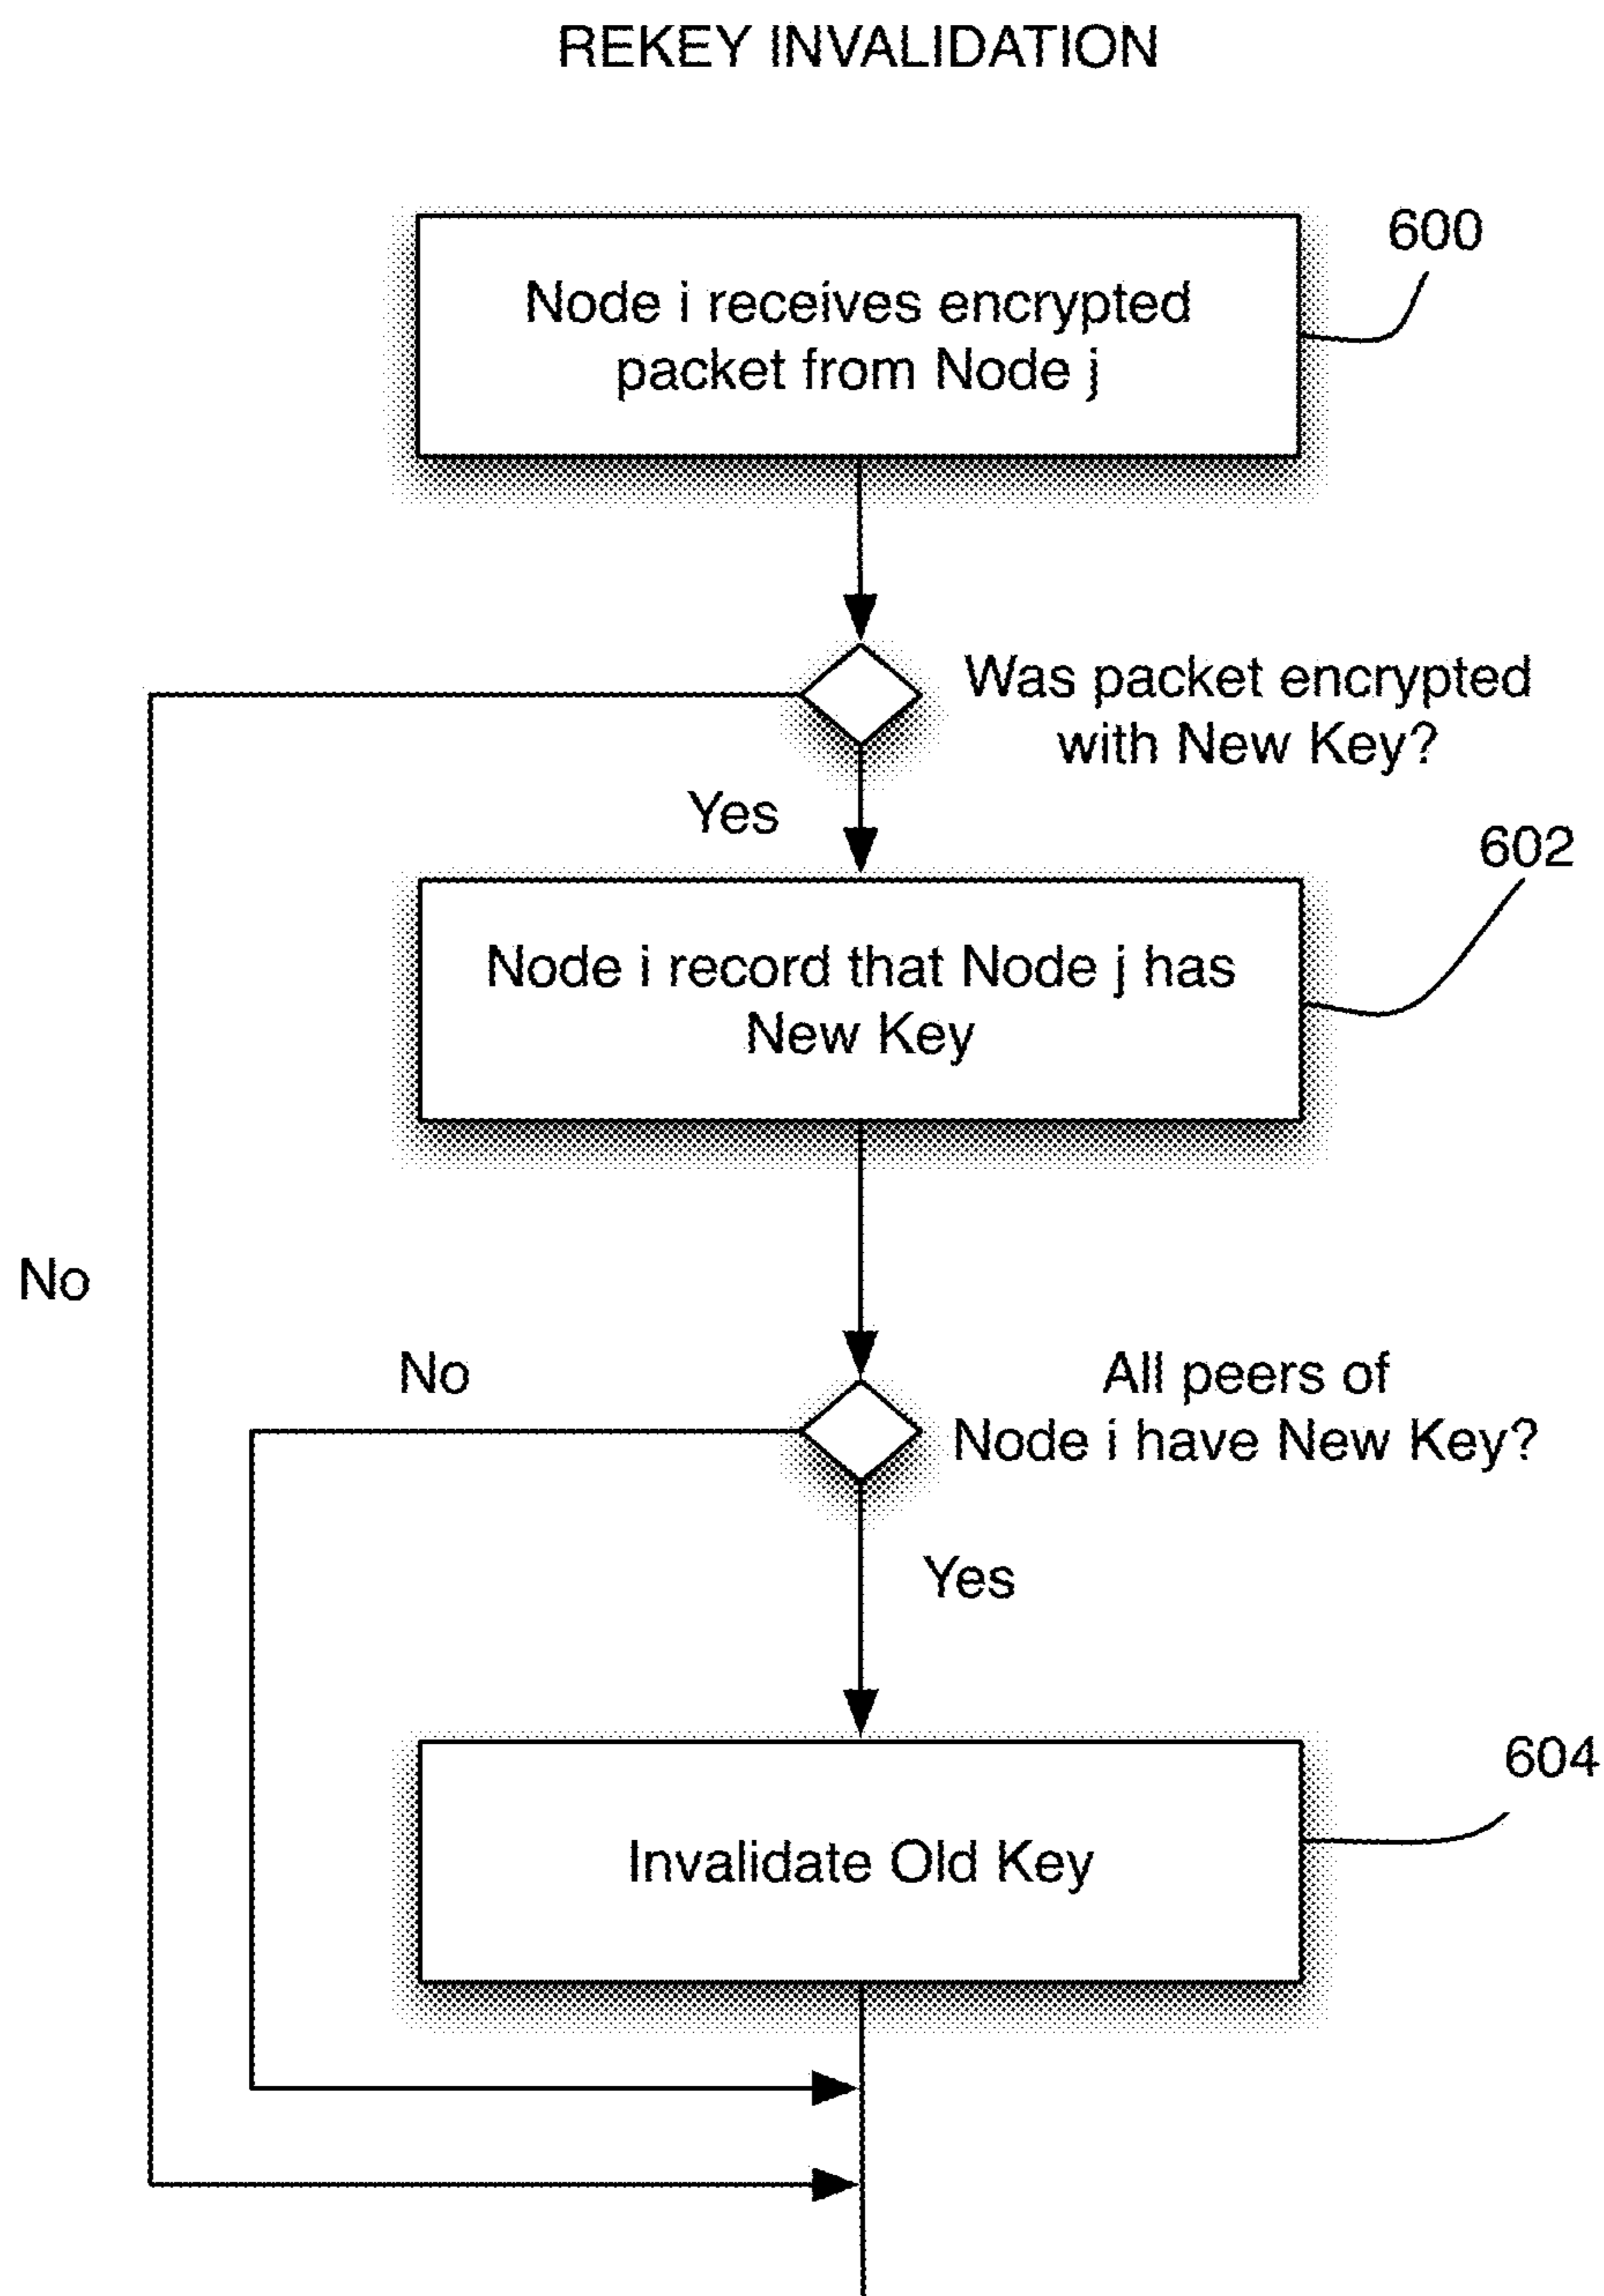 REKEY INVALIDATION
600
Node i receives encrypted
packet from Node j
Was packet encrypted
with New Key?
Yes
602
Node i record that Node j has
New Key
No
No
All peers of
Node i have New Key?
Yes
604
Invalidate Old Key